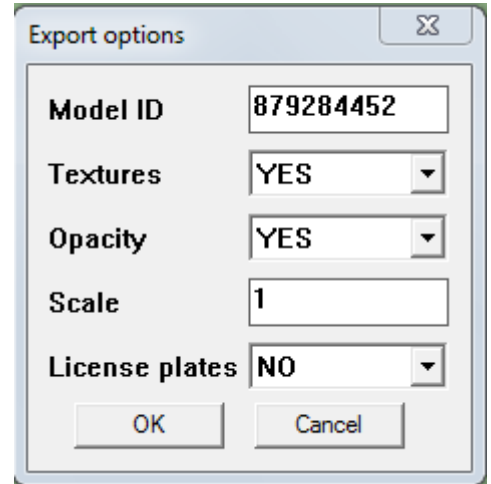 Export options
Model ID 879284452
Textures YES
Opacity YES
Scale 1
License plates NO
OK Cancel